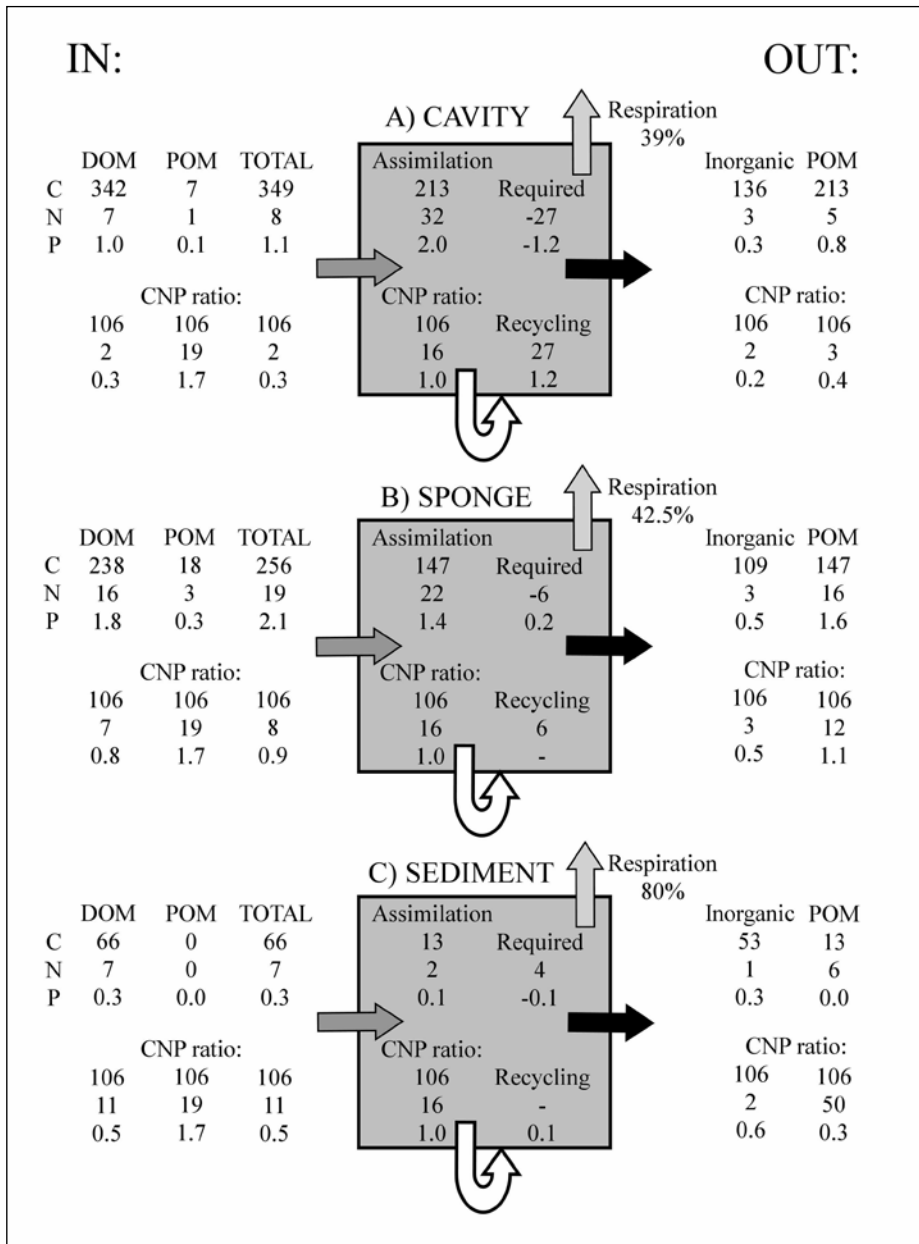 IN: OUT:
A) CAVITY Respiration
39%
DOM POM TOTAL Assimilation Inorganic POM
C 342 7 349 213 Required 136 213
N 7 1 8 32 -27 3 5
P 1.0 0.1 1.1 2.0 -1.2 0.3 0.8
CNP ratio: CNP ratio: CNP ratio:
106 106 106 106 Recycling 106 106
2 19 2 16 27 2 3
0.3 1.7 0.3 1.0 1.2 0.2 0.4
B) SPONGE Respiration
42.5%
DOM POM TOTAL Assimilation Inorganic POM
C 238 18 256 147 Required 109 147
N 16 3 19 22 -6 3 16
P 1.8 0.3 2.1 1.4 0.2 0.5 1.6
CNP ratio: CNP ratio: CNP ratio:
106 106 106 106 Recycling 106 106
7 19 8 16 6 3 12
0.8 1.7 0.9 1.0 - 0.5 1.1
C) SEDIMENT Respiration
80%
DOM POM TOTAL Assimilation Inorganic POM
C 66 0 66 13 Required 53 13
N 7 0 7 2 4 1 6
P 0.3 0.0 0.3 0.1 -0.1 0.3 0.0
CNP ratio: CNP ratio: CNP ratio:
106 106 106 106 Recycling 106 106
11 19 11 16 - 2 50
0.5 1.7 0.5 1.0 0.1 0.6 0.3